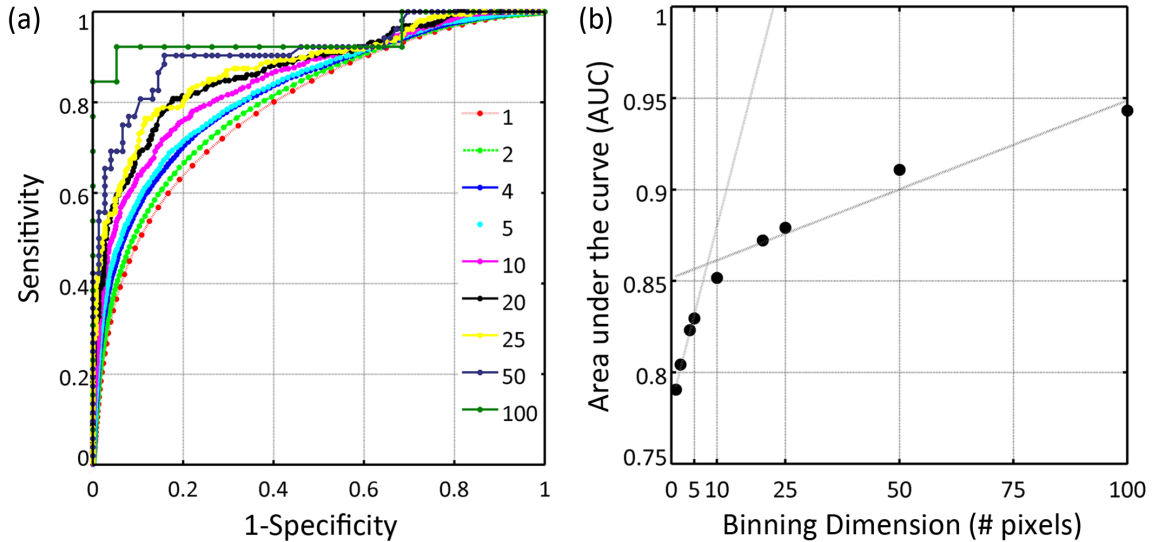 (a)
Sensitivity
1
0.8
0.6
0.4
0.2
0
0 0.2 0.4 0.6 0.8 1
1-Specificity
1
2
4
5
10
20
25
50
100
(b)
Area under the curve (AUC)
1
0.95
0.9
0.85
0.8
0.75
0 5 10 25 50 75 100
Binning Dimension (# pixels)